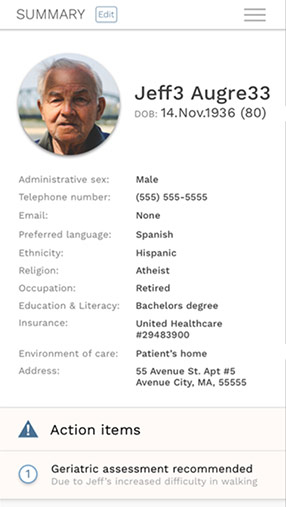 SUMMARY Edit
Jeff3 Augre33
DOB: 14.Nov.1936 (80)
Administrative sex: Male
Telephone number: (555) 555-5555
Email: None
Preferred language: Spanish
Ethnicity: Hispanic
Religion: Atheist
Occupation: Retired
Education & Literacy: Bachelors degree
Insurance: United Healthcare
#29483900
Environment of care: Patient's home
Address: 55 Avenue St. Apt #5
Avenue City, MA, 55555
Action items
1 Geriatric assessment recommended
Due to Jeff's increased difficulty in walking